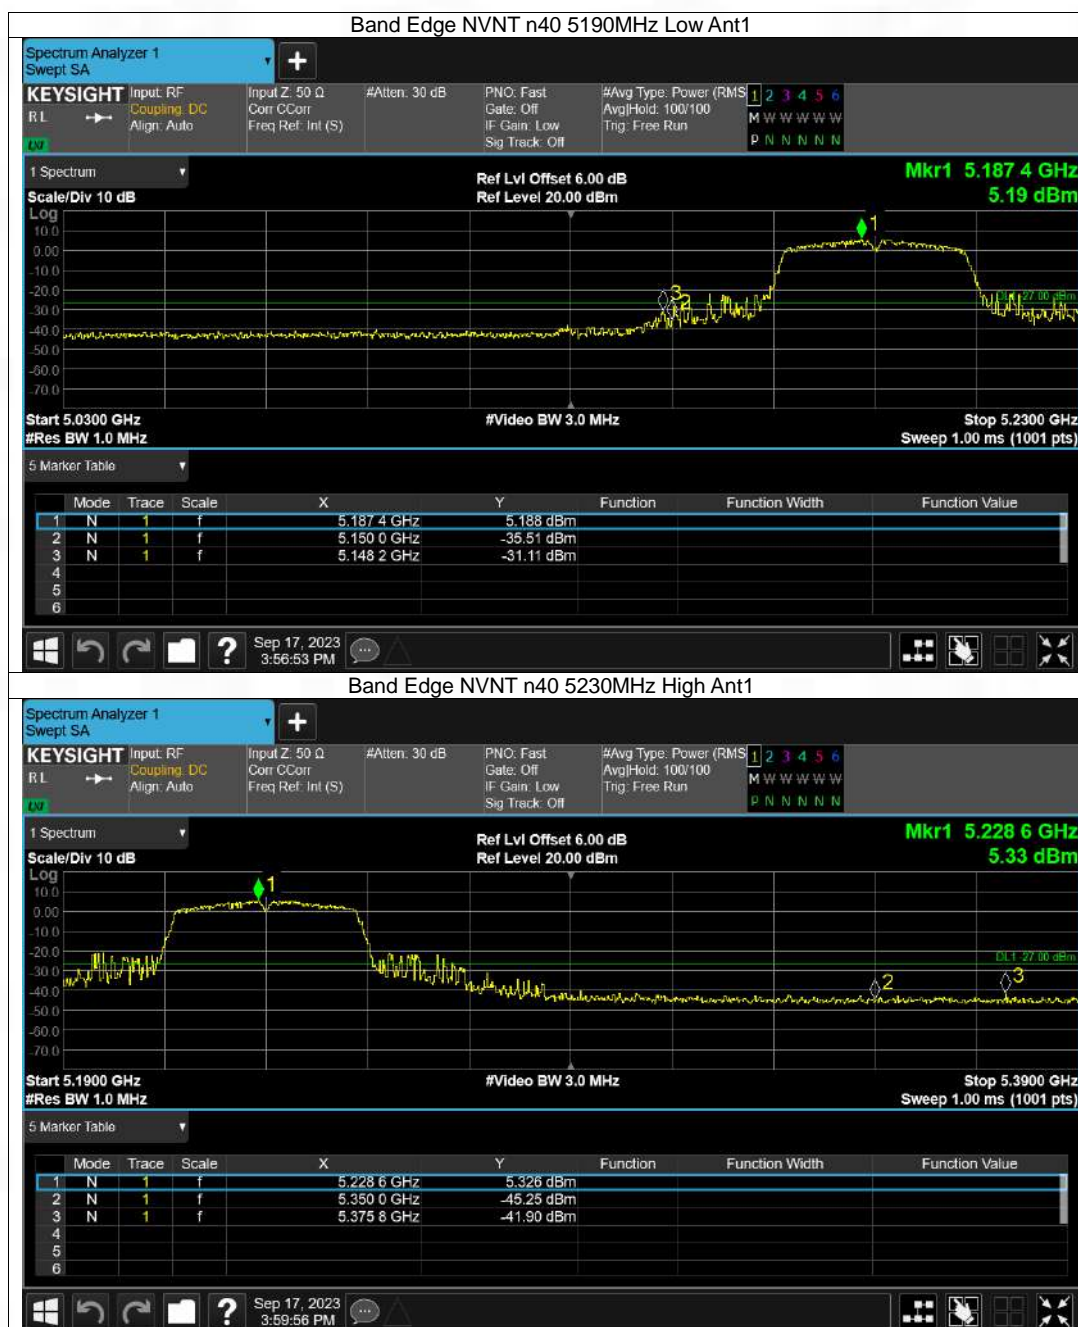 Band Edge NVNT n40 5190MHz Low Ant1
Spectrum Analyzer 1
Swept SA
+
KEYSIGHT Input: RF Input Z: 50 Ω #Atten: 30 dB PNO: Fast #Avg Type: Power (RMS 1 2 3 4 5 6
RL Coupling: DC Corr CCorr Gate: Off Avg|Hold: 100/100 M W W W W W
Align: Auto Freq Ref: Int (S) IF Gain: Low Trig: Free Run
LXI Sig Track: Off P N N N N N
1 Spectrum Ref Lvl Offset 6.00 dB Mkr1 5.187 4 GHz
Scale/Div 10 dB Ref Level 20.00 dBm 5.19 dBm
Log
1
10.0
0.00
-10.0
-20.0
3
2
DL1 -27.00 dBm
-30.0
-40.0
-50.0
-60.0
-70.0
Start 5.0300 GHz #Video BW 3.0 MHz Stop 5.2300 GHz
#Res BW 1.0 MHz Sweep 1.00 ms (1001 pts)
5 Marker Table
Mode Trace Scale X Y Function Function Width Function Value
1 N 1 f 5.187 4 GHz 5.188 dBm
2 N 1 f 5.150 0 GHz -35.51 dBm
3 N 1 f 5.148 2 GHz -31.11 dBm
4
5
6
? Sep 17, 2023
3:56:53 PM
Band Edge NVNT n40 5230MHz High Ant1
Spectrum Analyzer 1
Swept SA
+
KEYSIGHT Input: RF Input Z: 50 Ω #Atten: 30 dB PNO: Fast #Avg Type: Power (RMS 1 2 3 4 5 6
RL Coupling: DC Corr CCorr Gate: Off Avg|Hold: 100/100 M W W W W W
Align: Auto Freq Ref: Int (S) IF Gain: Low Trig: Free Run
LXI Sig Track: Off P N N N N N
1 Spectrum Ref Lvl Offset 6.00 dB Mkr1 5.228 6 GHz
Scale/Div 10 dB Ref Level 20.00 dBm 5.33 dBm
Log
1
10.0
0.00
-10.0
-20.0
DL1 -27.00 dBm
-30.0
2
3
-40.0
-50.0
-60.0
-70.0
Start 5.1900 GHz #Video BW 3.0 MHz Stop 5.3900 GHz
#Res BW 1.0 MHz Sweep 1.00 ms (1001 pts)
5 Marker Table
Mode Trace Scale X Y Function Function Width Function Value
1 N 1 f 5.228 6 GHz 5.326 dBm
2 N 1 f 5.350 0 GHz -45.25 dBm
3 N 1 f 5.375 8 GHz -41.90 dBm
4
5
6
? Sep 17, 2023
3:59:56 PM